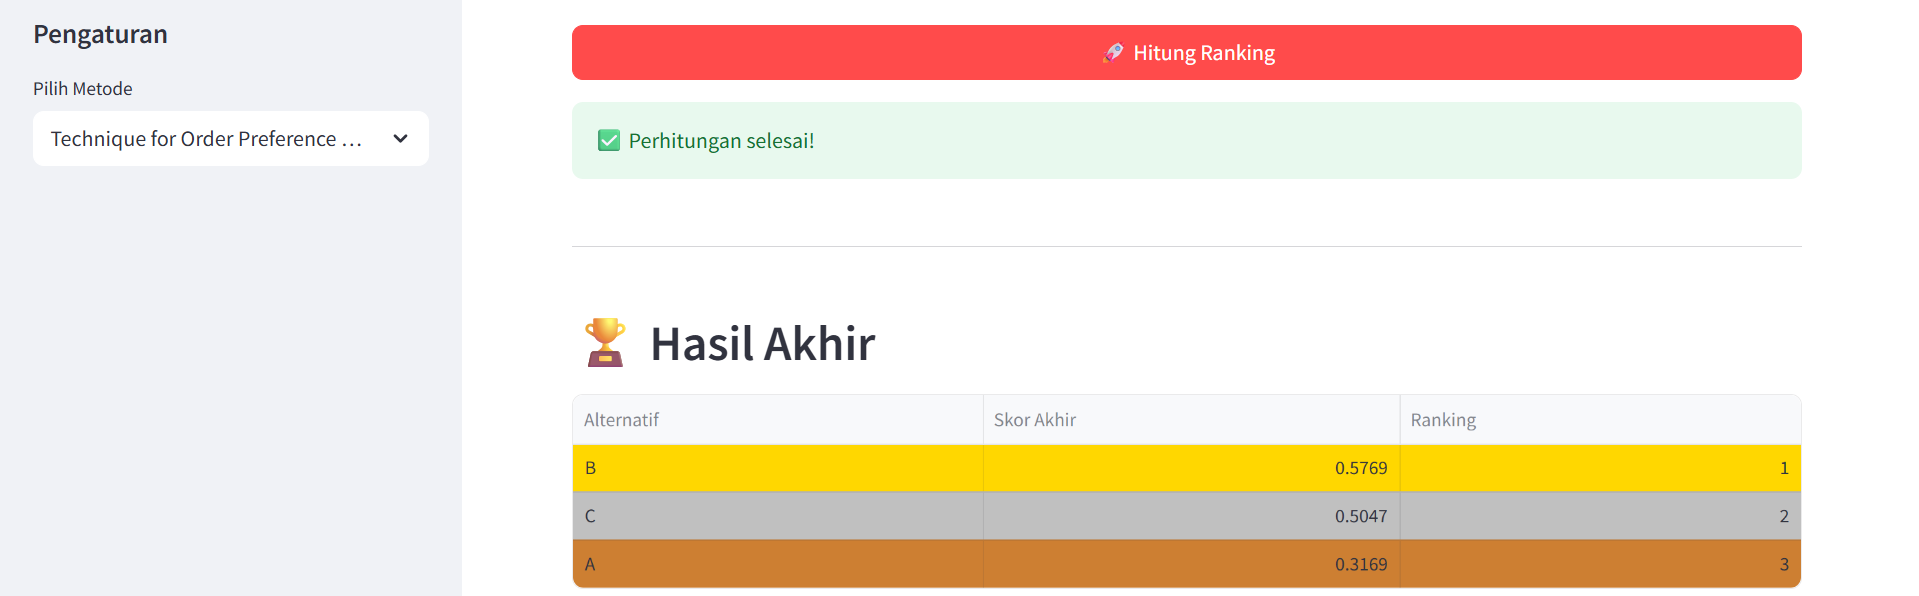 Pengaturan
Pilih Metode
Technique for Order Preference ...
🚀 Hitung Ranking
✅ Perhitungan selesai!
🏆 Hasil Akhir
Alternatif Skor Akhir Ranking
B 0.5769 1
C 0.5047 2
A 0.3169 3